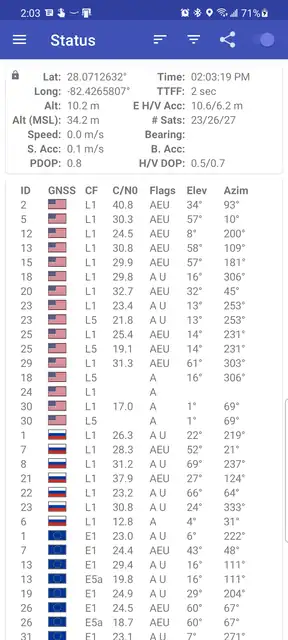 2:03 71%
Status
Lat: 28.0712632° Time: 02:03:19 PM
Long: -82.4265807° TTFF: 2 sec
Alt: 10.2 m E H/V Acc: 10.6/6.2 m
Alt (MSL): 34.2 m # Sats: 23/26/27
Speed: 0.0 m/s Bearing:
S. Acc: 0.1 m/s B. Acc:
PDOP: 0.8 H/V DOP: 0.5/0.7
ID GNSS CF C/N0 Flags Elev Azim
2 L1 40.8 AEU 34° 93°
5 L1 30.3 AEU 57° 10°
12 L1 24.5 AEU 8° 200°
13 L1 30.8 AEU 58° 109°
15 L1 29.9 AEU 57° 181°
18 L1 29.8 A U 16° 306°
20 L1 32.7 AEU 32° 45°
23 L1 23.4 A U 13° 253°
23 L5 21.8 A U 13° 253°
25 L1 25.4 AEU 14° 231°
25 L5 19.1 AEU 14° 231°
29 L1 31.3 AEU 61° 303°
18 L5 A 16° 306°
24 L1 A
30 L1 17.0 A 1° 69°
30 L5 A 1° 69°
1 L1 26.3 A U 22° 219°
7 L1 28.3 AEU 52° 21°
8 L1 31.2 A U 69° 237°
21 L1 37.9 AEU 27° 124°
22 L1 23.2 A U 66° 64°
23 L1 30.8 A U 24° 333°
6 L1 12.8 A 4° 31°
1 E1 23.0 A U 6° 222°
7 E1 24.4 AEU 43° 48°
13 E1 29.4 A U 16° 111°
13 E5a 19.8 A U 16° 111°
19 E1 24.9 A U 29° 204°
26 E1 24.5 AEU 60° 67°
26 E5a 18.7 AEU 60° 67°
31 E1 23.1 A U 7° 271°